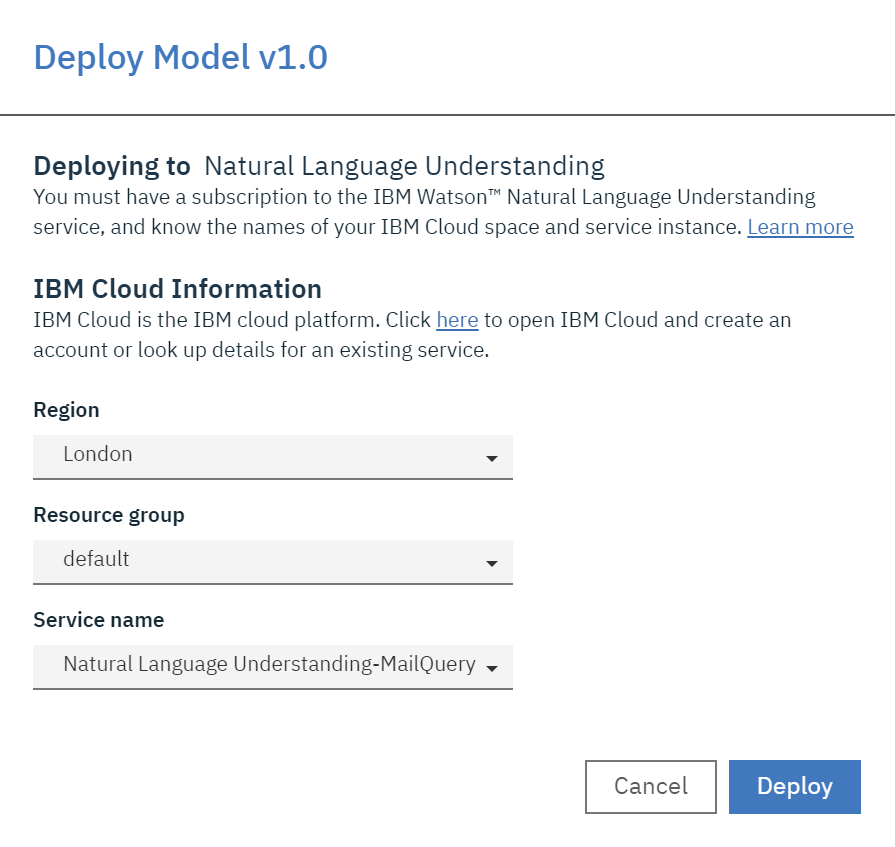 Deploy Model v1.0
Deploying to Natural Language Understanding
You must have a subscription to the IBM Watson™ Natural Language Understanding
service, and know the names of your IBM Cloud space and service instance. Learn more
IBM Cloud Information
IBM Cloud is the IBM cloud platform. Click here to open IBM Cloud and create an
account or look up details for an existing service.
Region
London
Resource group
default
Service name
Natural Language Understanding-MailQuery
Cancel
Deploy